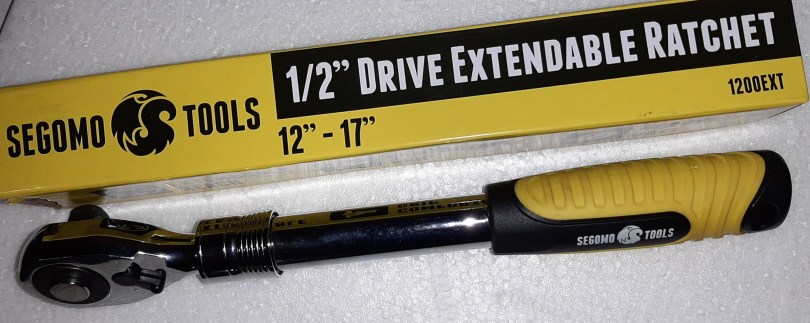 1/2” DRIVE EXTENDABLE RATCHET
SEGOMO TOOLS
12” - 17”
1200EXT
SEGOMO TOOLS